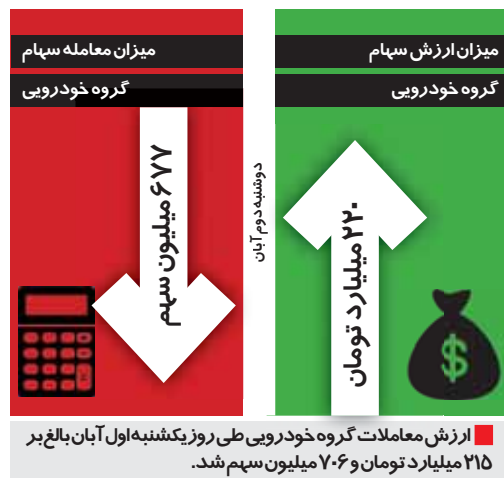 میزان ارزش سهام
گروه خودرویی
۲۲۰ میلیارد تومان
دوشنبه دوم آبان
میزان معامله سهام
گروه خودرویی
۶۷۷ میلیون سهم
$
ارزش معاملات گروه خودرویی طی روز یکشنبه اول آبان بالغ بر
۲۱۵ میلیارد تومان و ۷۰۶ میلیون سهم شد.